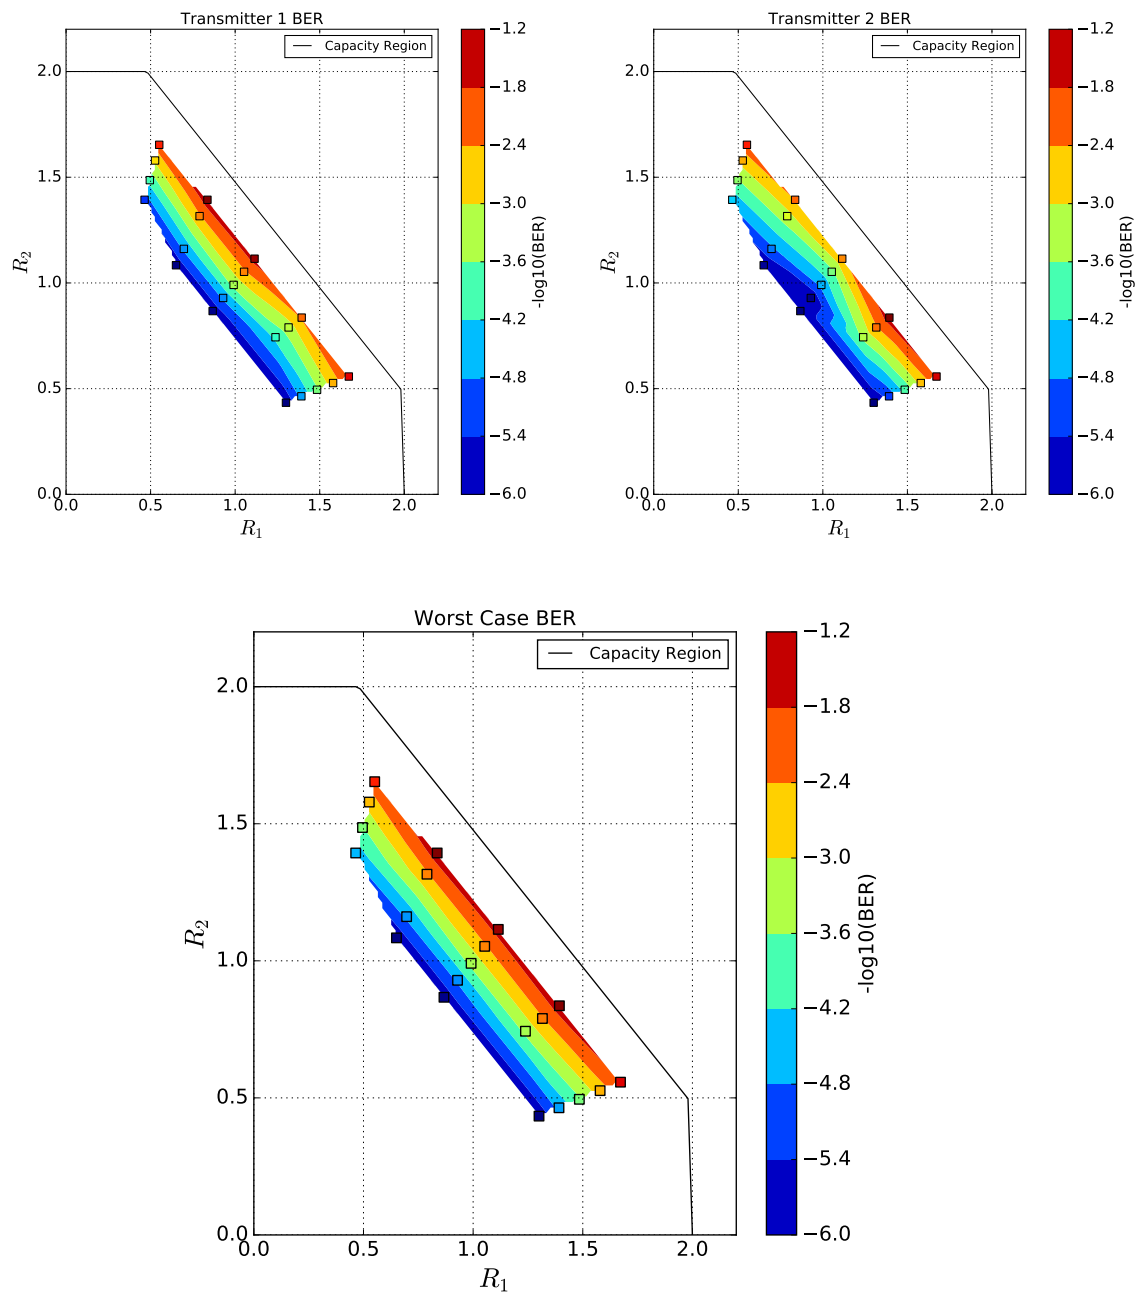 Transmitter 1 BER
Capacity Region
2.0
1.5
1.0
0.5
0.0
R2
0.0 0.5 1.0 1.5 2.0
R1
−1.2
−1.8
−2.4
−3.0
−3.6
−4.2
−4.8
−5.4
−6.0
-log10(BER)
Transmitter 2 BER
Capacity Region
2.0
1.5
1.0
0.5
0.0
R2
0.0 0.5 1.0 1.5 2.0
R1
−1.2
−1.8
−2.4
−3.0
−3.6
−4.2
−4.8
−5.4
−6.0
-log10(BER)
Worst Case BER
Capacity Region
2.0
1.5
1.0
0.5
0.0
R2
0.0 0.5 1.0 1.5 2.0
R1
−1.2
−1.8
−2.4
−3.0
−3.6
−4.2
−4.8
−5.4
−6.0
-log10(BER)